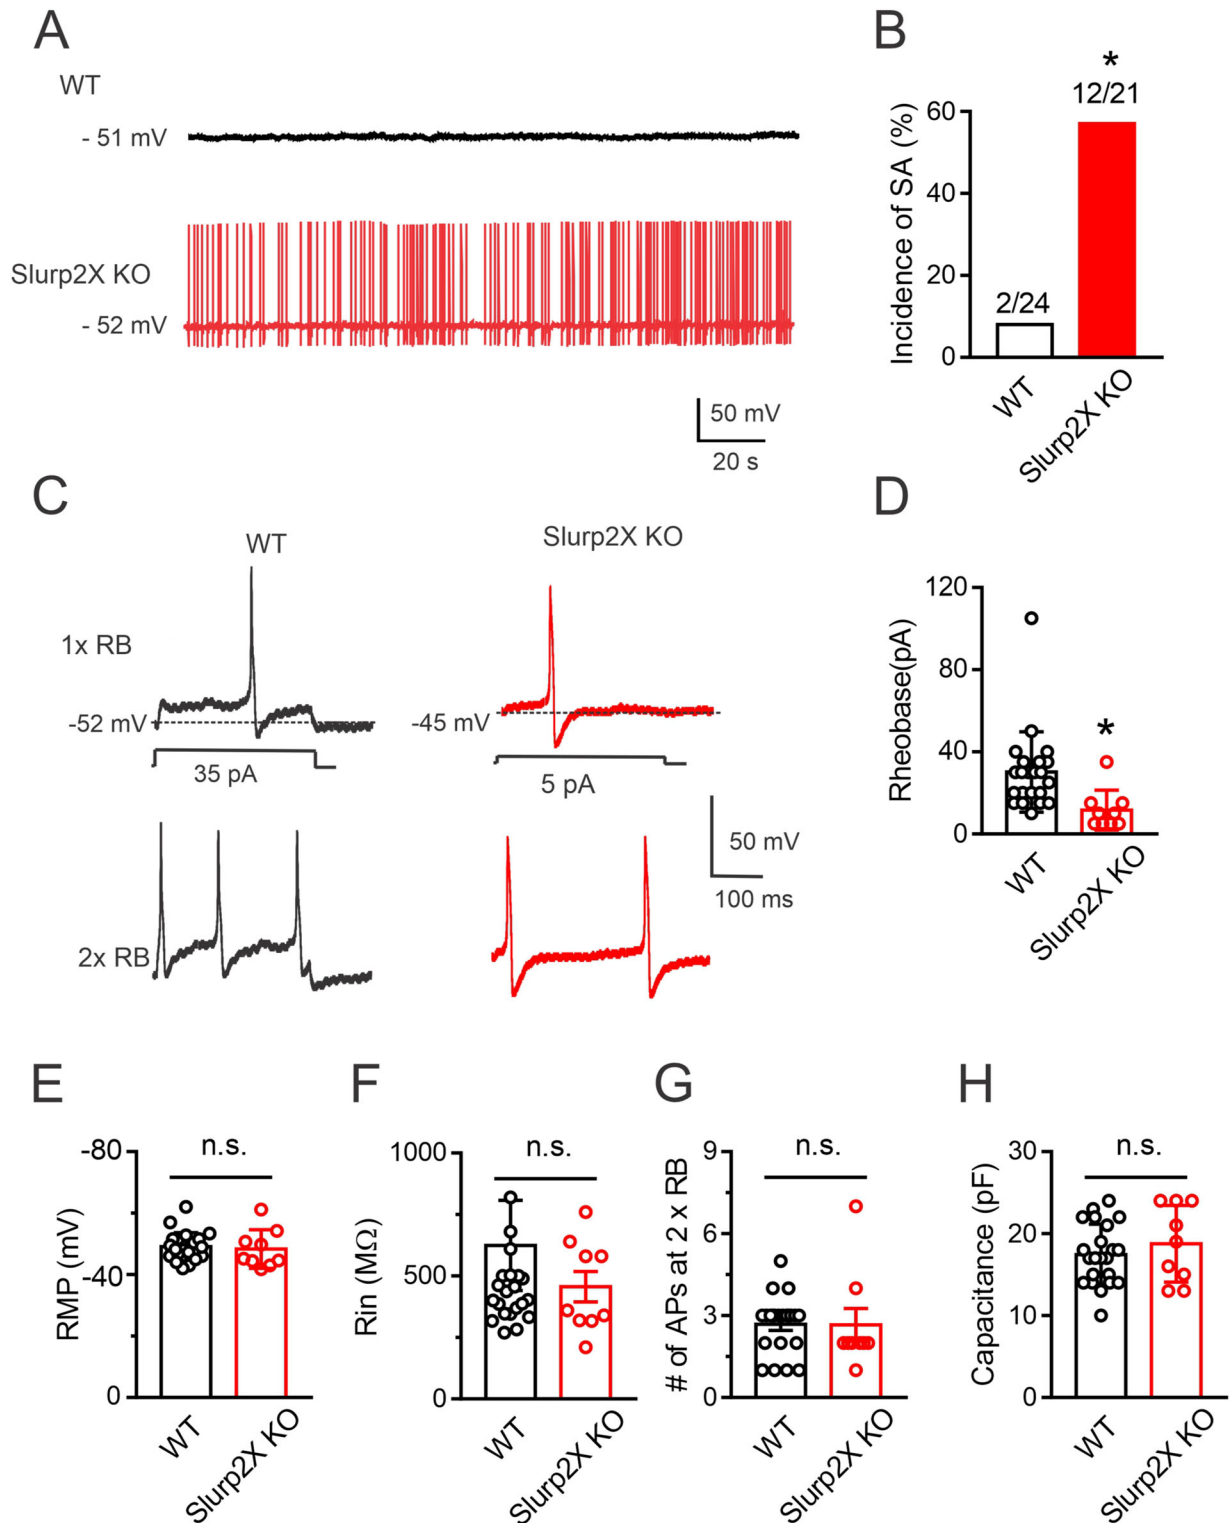 A
WT
- 51 mV
Slurp2X KO
- 52 mV
50 mV
20 s
B
*
12/21
2/24
60
40
20
0
Incidence of SA (%)
WT
Slurp2X KO
C
WT
Slurp2X KO
1x RB
-52 mV
-45 mV
35 pA
5 pA
2x RB
50 mV
100 ms
D
120
80
40
0
Rheobase(pA)
*
WT
Slurp2X KO
E
n.s.
-80
-40
0
RMP (mV)
WT
Slurp2X KO
F
n.s.
1000
500
0
Rin (MΩ)
WT
Slurp2X KO
G
n.s.
9
6
3
0
# of APs at 2 x RB
WT
Slurp2X KO
H
n.s.
30
20
10
0
Capacitance (pF)
WT
Slurp2X KO